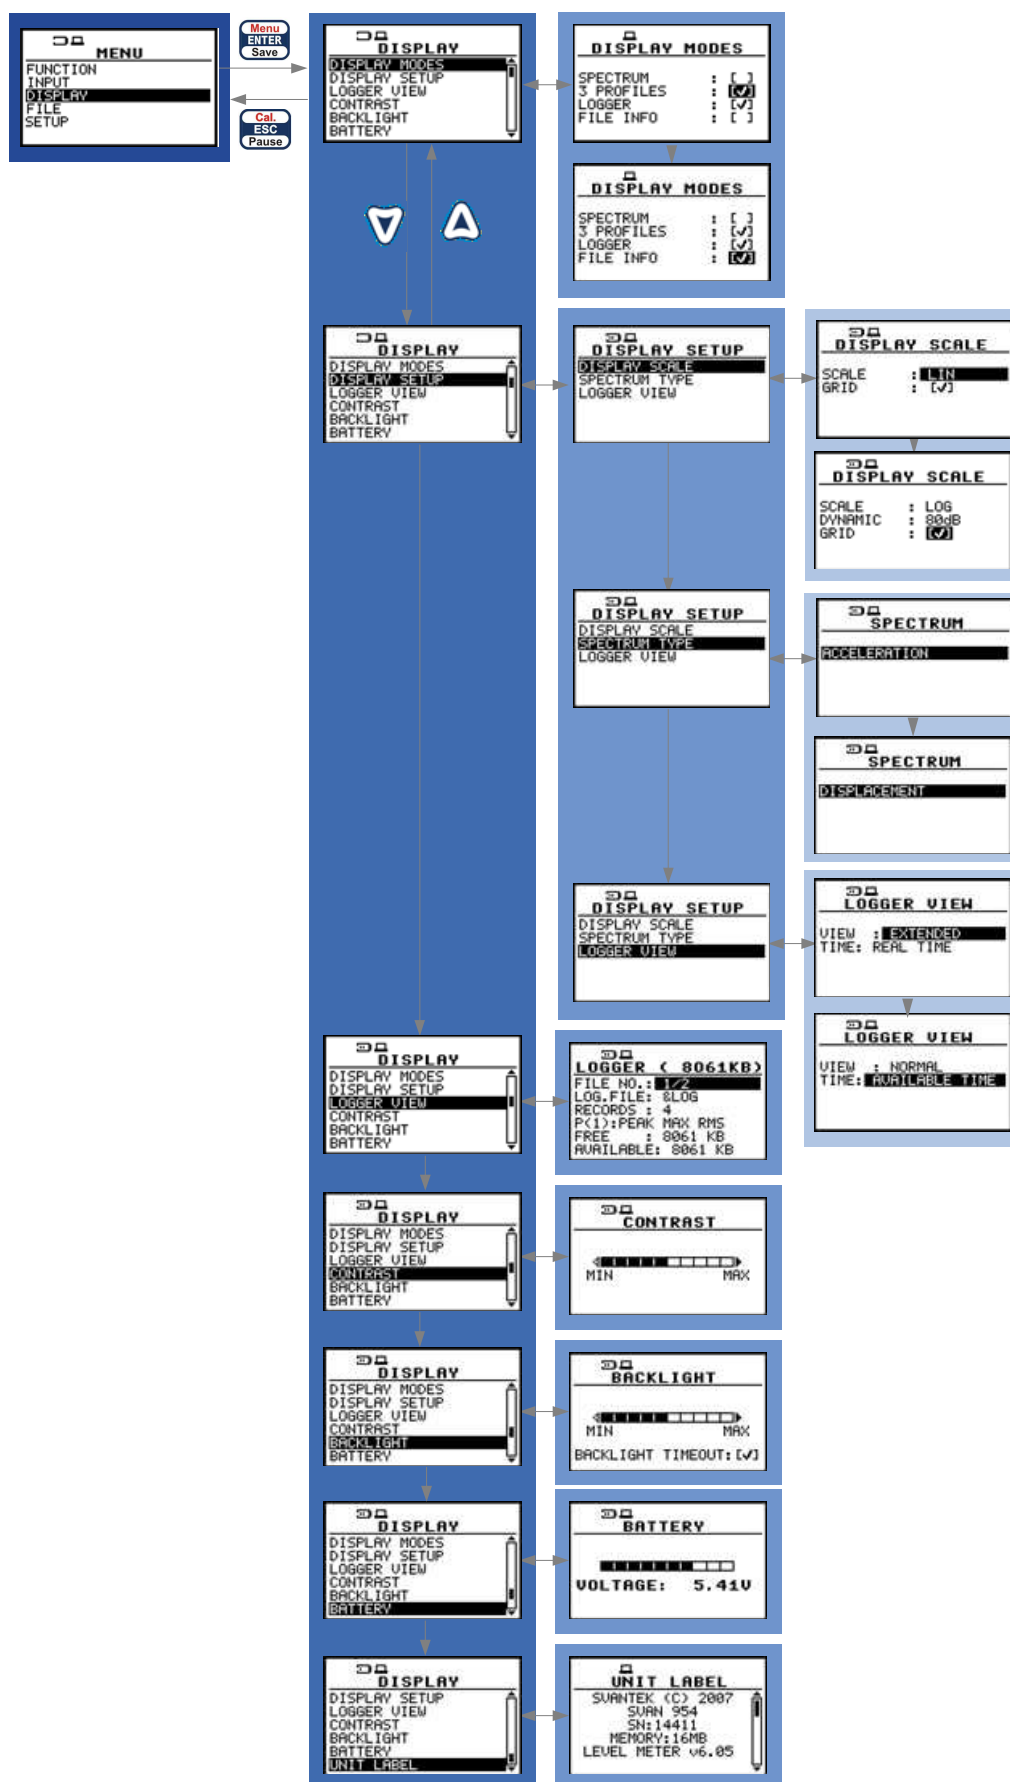 MENU
FUNCTION
INPUT
DISPLAY
FILE
SETUP
Menu
ENTER
Save
Cal.
ESC
Pause
DISPLAY
DISPLAY MODES
DISPLAY SETUP
LOGGER VIEW
CONTRAST
BACKLIGHT
BATTERY
DISPLAY MODES
SPECTRUM : [ ]
3 PROFILES : [✓]
LOGGER : [✓]
FILE INFO : [ ]
DISPLAY MODES
SPECTRUM : [ ]
3 PROFILES : [✓]
LOGGER : [✓]
FILE INFO : [✓]
DISPLAY
DISPLAY MODES
DISPLAY SETUP
LOGGER VIEW
CONTRAST
BACKLIGHT
BATTERY
DISPLAY SETUP
DISPLAY SCALE
SPECTRUM TYPE
LOGGER VIEW
DISPLAY SCALE
SCALE : LIN
GRID : [✓]
DISPLAY SCALE
SCALE : LOG
DYNAMIC : 80dB
GRID : [✓]
DISPLAY SETUP
DISPLAY SCALE
SPECTRUM TYPE
LOGGER VIEW
SPECTRUM
ACCELERATION
SPECTRUM
DISPLACEMENT
DISPLAY SETUP
DISPLAY SCALE
SPECTRUM TYPE
LOGGER VIEW
LOGGER VIEW
VIEW : EXTENDED
TIME: REAL TIME
LOGGER VIEW
VIEW : NORMAL
TIME: AVAILABLE TIME
DISPLAY
DISPLAY MODES
DISPLAY SETUP
LOGGER VIEW
CONTRAST
BACKLIGHT
BATTERY
LOGGER ( 8061KB)
FILE NO.: 1/2
LOG.FILE: &LOG
RECORDS : 4
P(1):PEAK MAX RMS
FREE : 8061 KB
AVAILABLE: 8061 KB
DISPLAY
DISPLAY MODES
DISPLAY SETUP
LOGGER VIEW
CONTRAST
BACKLIGHT
BATTERY
CONTRAST
MIN MAX
DISPLAY
DISPLAY MODES
DISPLAY SETUP
LOGGER VIEW
CONTRAST
BACKLIGHT
BATTERY
BACKLIGHT
MIN MAX
BACKLIGHT TIMEOUT:[✓]
DISPLAY
DISPLAY MODES
DISPLAY SETUP
LOGGER VIEW
CONTRAST
BACKLIGHT
BATTERY
BATTERY
VOLTAGE: 5.41V
DISPLAY
DISPLAY SETUP
LOGGER VIEW
CONTRAST
BACKLIGHT
BATTERY
UNIT LABEL
UNIT LABEL
SVANTEK (C) 2007
SVAN 954
SN:14411
MEMORY:16MB
LEVEL METER v6.05